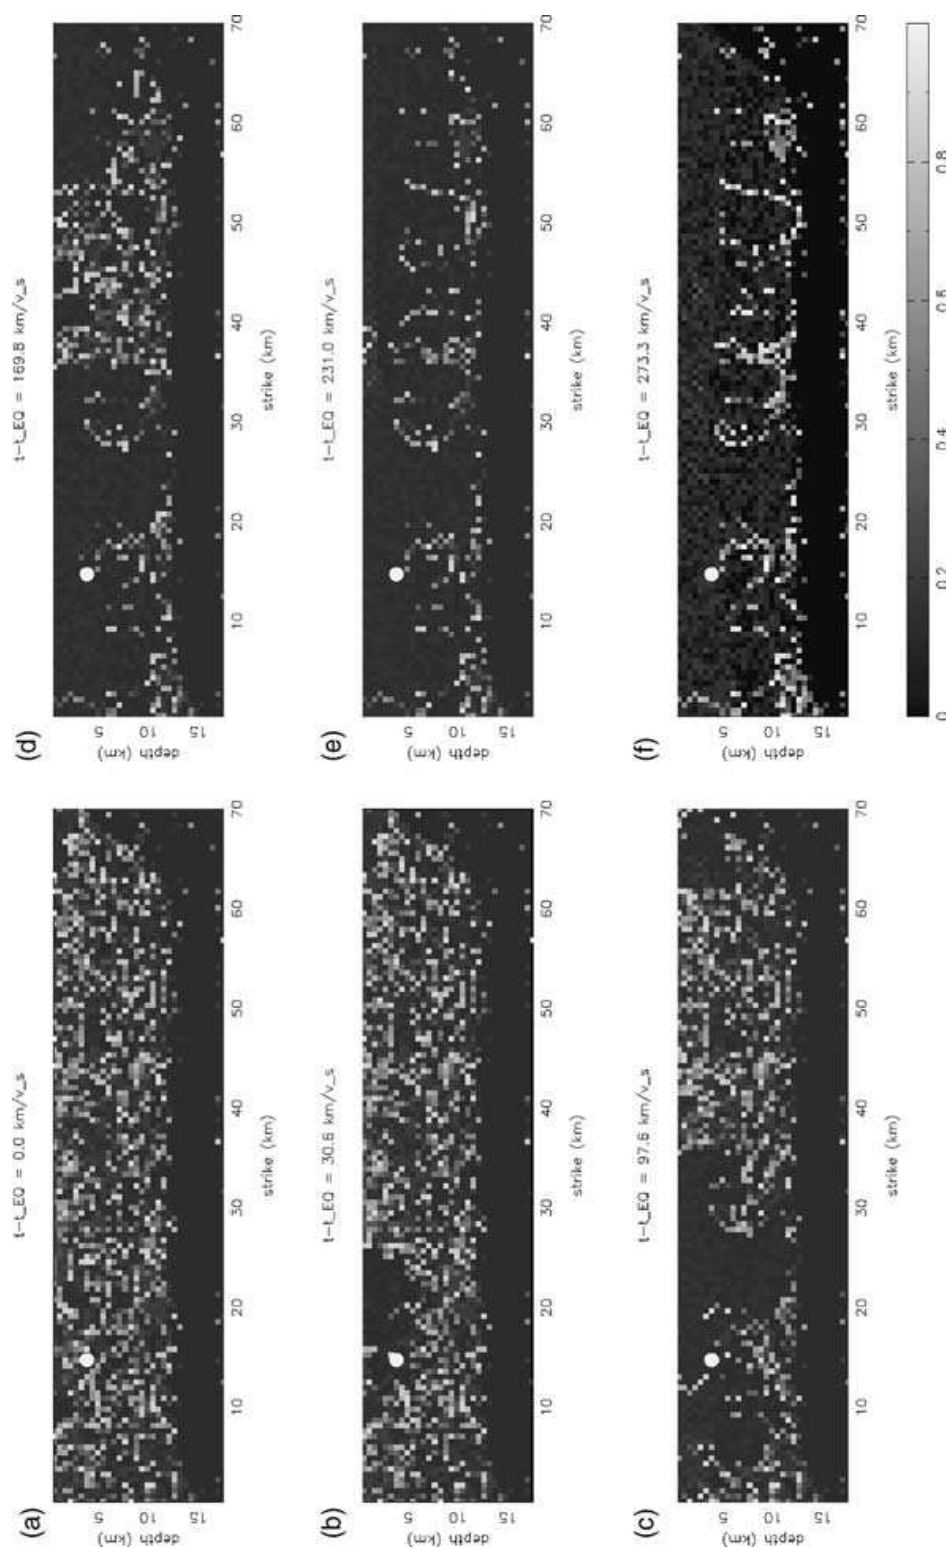 (a)
t-t_EQ = 0.0 km/v_s
depth (km)
5
10
15
10 20 30 40 50 60 70
strike (km)
(b)
t-t_EQ = 30.6 km/v_s
depth (km)
5
10
15
10 20 30 40 50 60 70
strike (km)
(c)
t-t_EQ = 97.6 km/v_s
depth (km)
5
10
15
10 20 30 40 50 60 70
strike (km)
(d)
t-t_EQ = 169.8 km/v_s
depth (km)
5
10
15
10 20 30 40 50 60 70
strike (km)
(e)
t-t_EQ = 231.0 km/v_s
depth (km)
5
10
15
10 20 30 40 50 60 70
strike (km)
(f)
t-t_EQ = 273.3 km/v_s
depth (km)
5
10
15
10 20 30 40 50 60 70
strike (km)
0 0.2 0.4 0.6 0.8